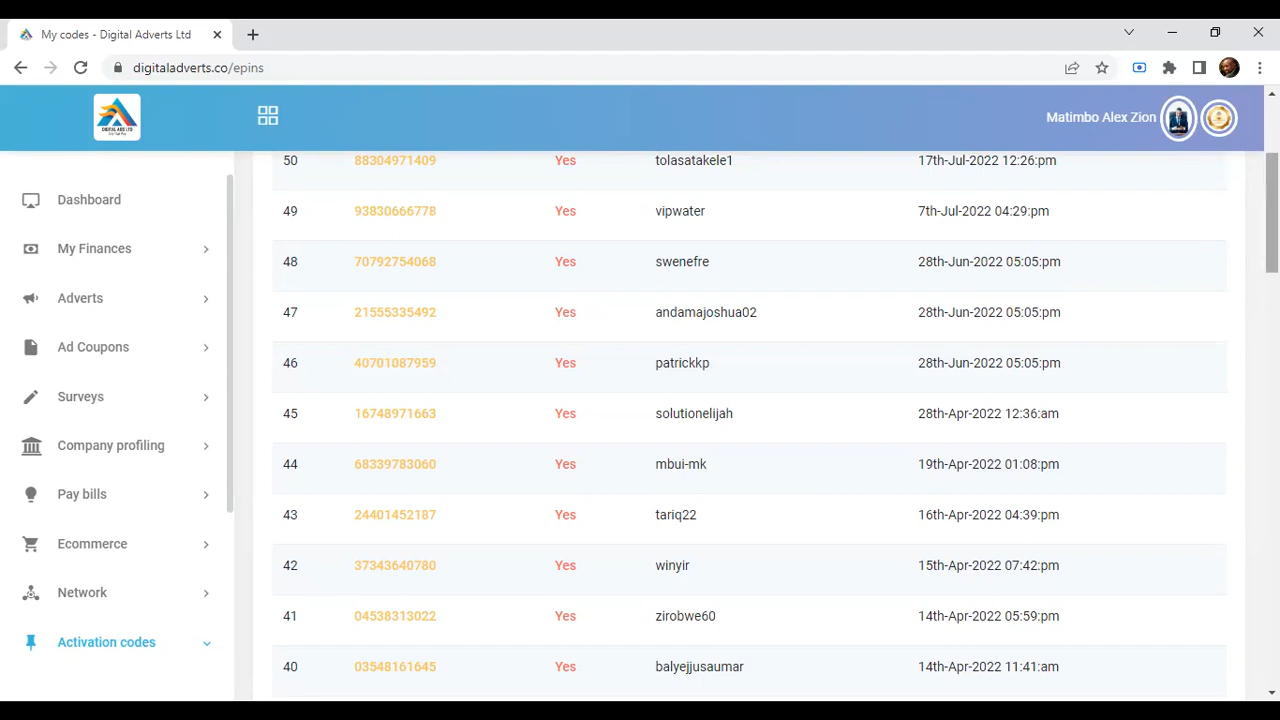 My codes - Digital Adverts Ltd
digitaladverts.co/epins
DIGITAL ADS LTD
Matimbo Alex Zion
Dashboard
My Finances
Adverts
Ad Coupons
Surveys
Company profiling
Pay bills
Ecommerce
Network
Activation codes
50 88304971409 Yes tolasatakele1 17th-Jul-2022 12:26:pm
49 93830666778 Yes vipwater 7th-Jul-2022 04:29:pm
48 70792754068 Yes swenefre 28th-Jun-2022 05:05:pm
47 21555335492 Yes andamajoshua02 28th-Jun-2022 05:05:pm
46 40701087959 Yes patrickkp 28th-Jun-2022 05:05:pm
45 16748971663 Yes solutionelijah 28th-Apr-2022 12:36:am
44 68339783060 Yes mbui-mk 19th-Apr-2022 01:08:pm
43 24401452187 Yes tariq22 16th-Apr-2022 04:39:pm
42 37343640780 Yes winyir 15th-Apr-2022 07:42:pm
41 04538313022 Yes zirobwe60 14th-Apr-2022 05:59:pm
40 03548161645 Yes balyejjusaumar 14th-Apr-2022 11:41:am